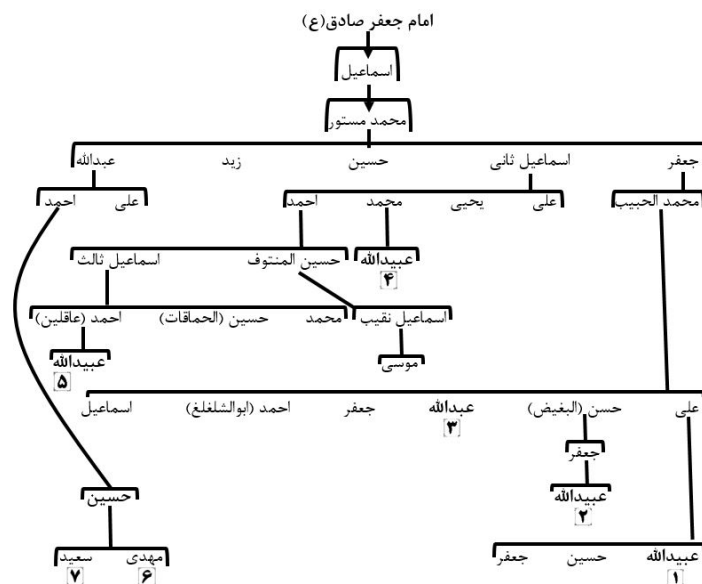 امام جعفر صادق(ع)
اسماعیل
محمد مستور
جعفر اسماعیل ثانی حسین زید عبدالله
محمد الحبیب علی یحیی محمد احمد علی احمد
عبیدالله حسین المنتوف اسماعیل ثالث
[۴]
اسماعیل نقیب محمد حسین (الحماقات) احمد (عاقلین)
موسی عبیدالله
[۵]
علی حسن (البغیض) عبدالله جعفر احمد (ابوالشلغلغ) اسماعیل
[۳]
جعفر
عبیدالله حسین
[۲]
عبیدالله حسین جعفر مهدی سعید
[۱] [۶] [۷]